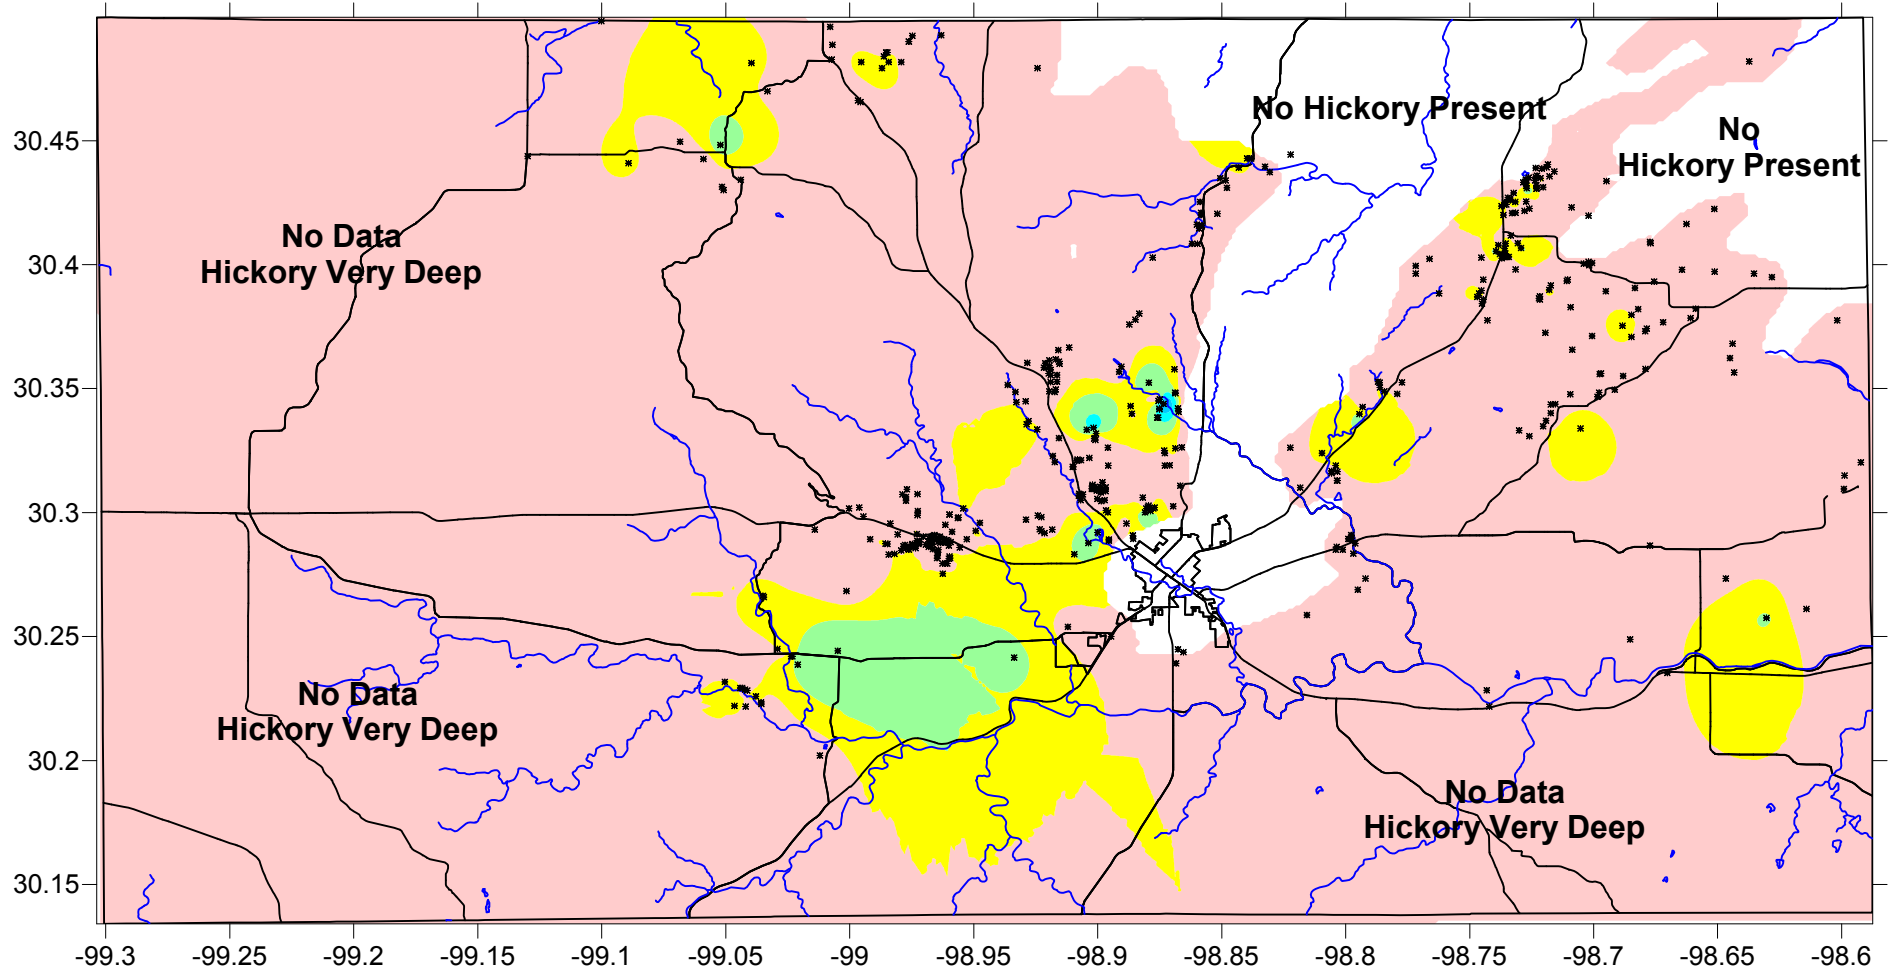 No Hickory Present
No
Hickory Present
No Data
Hickory Very Deep
No Data
Hickory Very Deep
No Data
Hickory Very Deep
30.45
30.4
30.35
30.3
30.25
30.2
30.15
-99.3 -99.25 -99.2 -99.15 -99.1 -99.05 -99 -98.95 -98.9 -98.85 -98.8 -98.75 -98.7 -98.65 -98.6